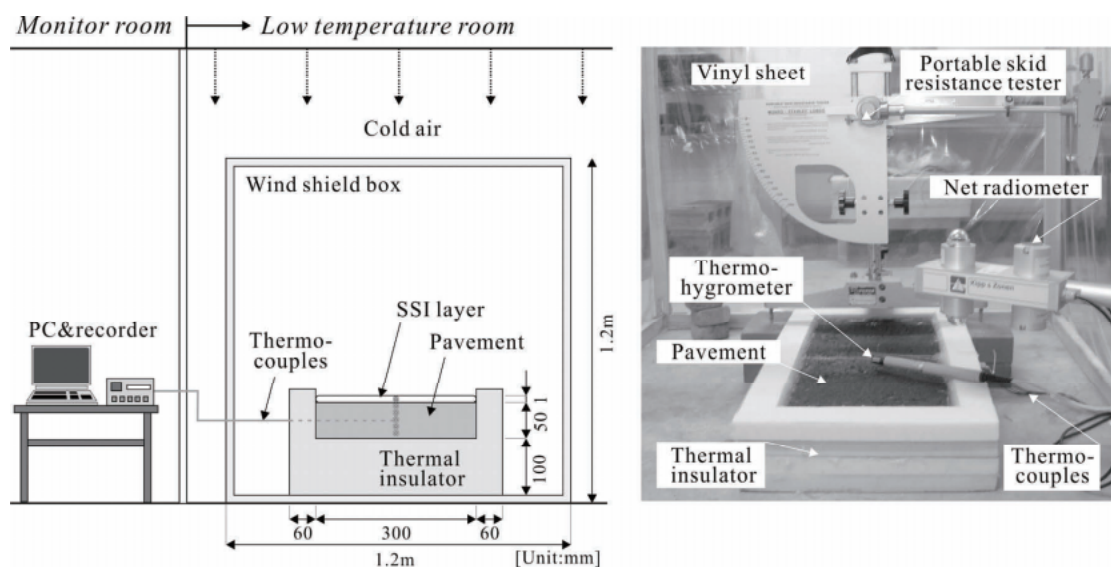 Monitor room
Low temperature room
Cold air
Wind shield box
SSI layer
PC&recorder
Thermo-
couples
Pavement
Thermal
insulator
1
50
100
1.2m
60
300
60
1.2m
[Unit:mm]
Vinyl sheet
Portable skid
resistance tester
Net radiometer
Thermo-
hygrometer
Pavement
Thermal
insulator
Thermo-
couples
Kipp & Zonen